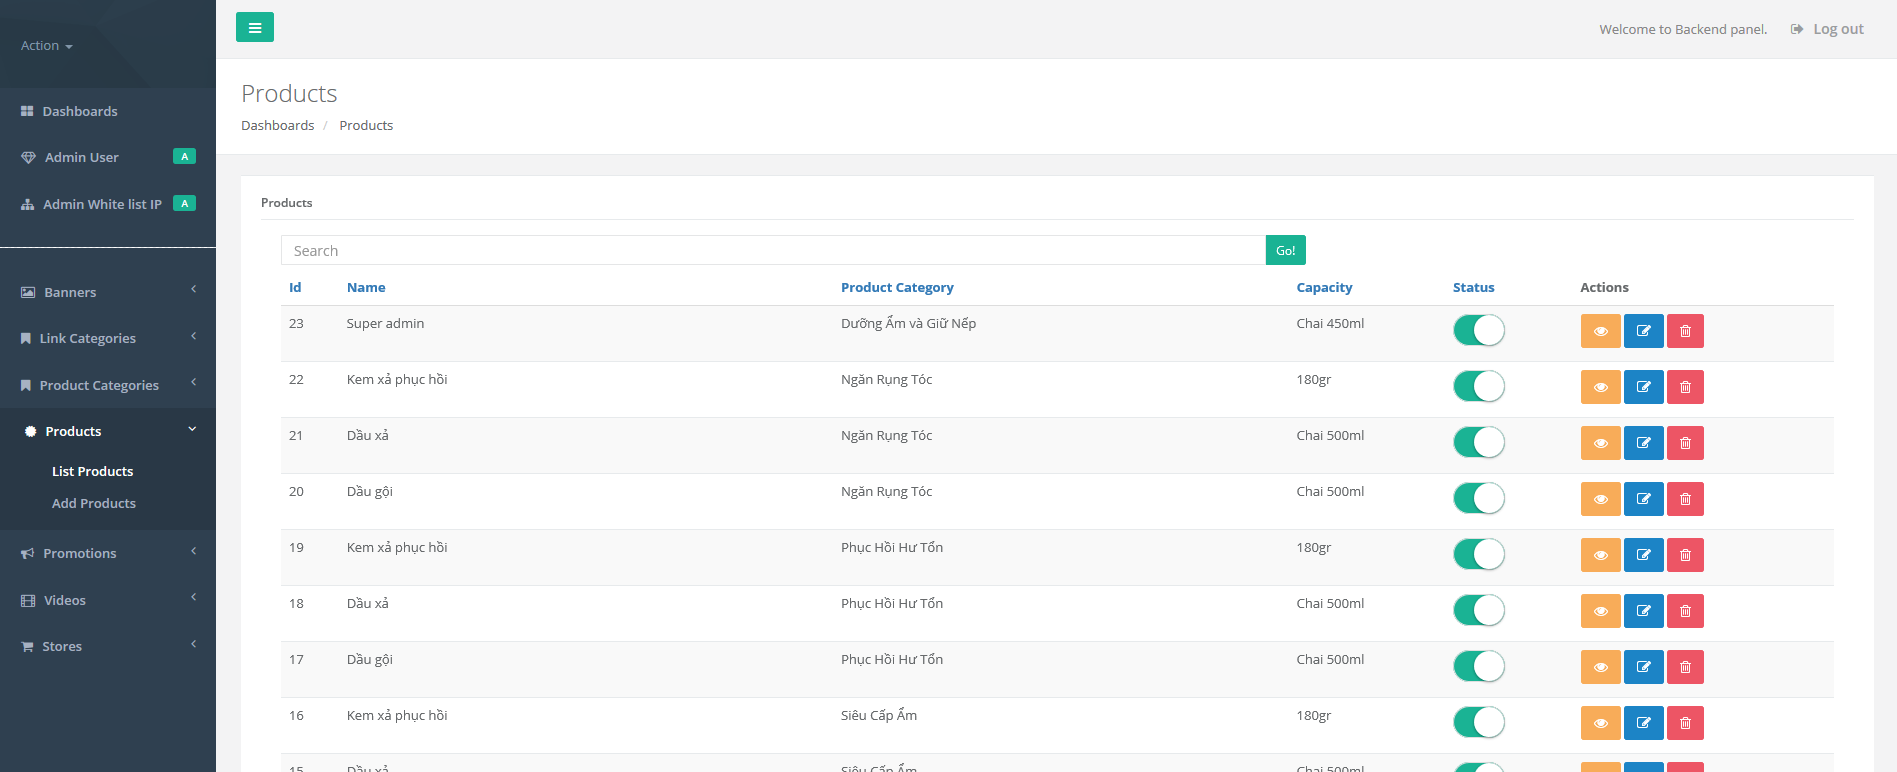 Action
Welcome to Backend panel.
Log out
Dashboards
Admin User A
Admin White list IP A
Banners
Link Categories
Product Categories
Products
List Products
Add Products
Promotions
Videos
Stores
Products
Dashboards / Products
Products
Search Go!
Id Name Product Category Capacity Status Actions
23 Super admin Dưỡng Ẩm và Giữ Nếp Chai 450ml
22 Kem xả phục hồi Ngăn Rụng Tóc 180gr
21 Dầu xả Ngăn Rụng Tóc Chai 500ml
20 Dầu gội Ngăn Rụng Tóc Chai 500ml
19 Kem xả phục hồi Phục Hồi Hư Tổn 180gr
18 Dầu xả Phục Hồi Hư Tổn Chai 500ml
17 Dầu gội Phục Hồi Hư Tổn Chai 500ml
16 Kem xả phục hồi Siêu Cấp Ẩm 180gr
15 Dầu xả Siêu Cấp Ẩm Chai 500ml